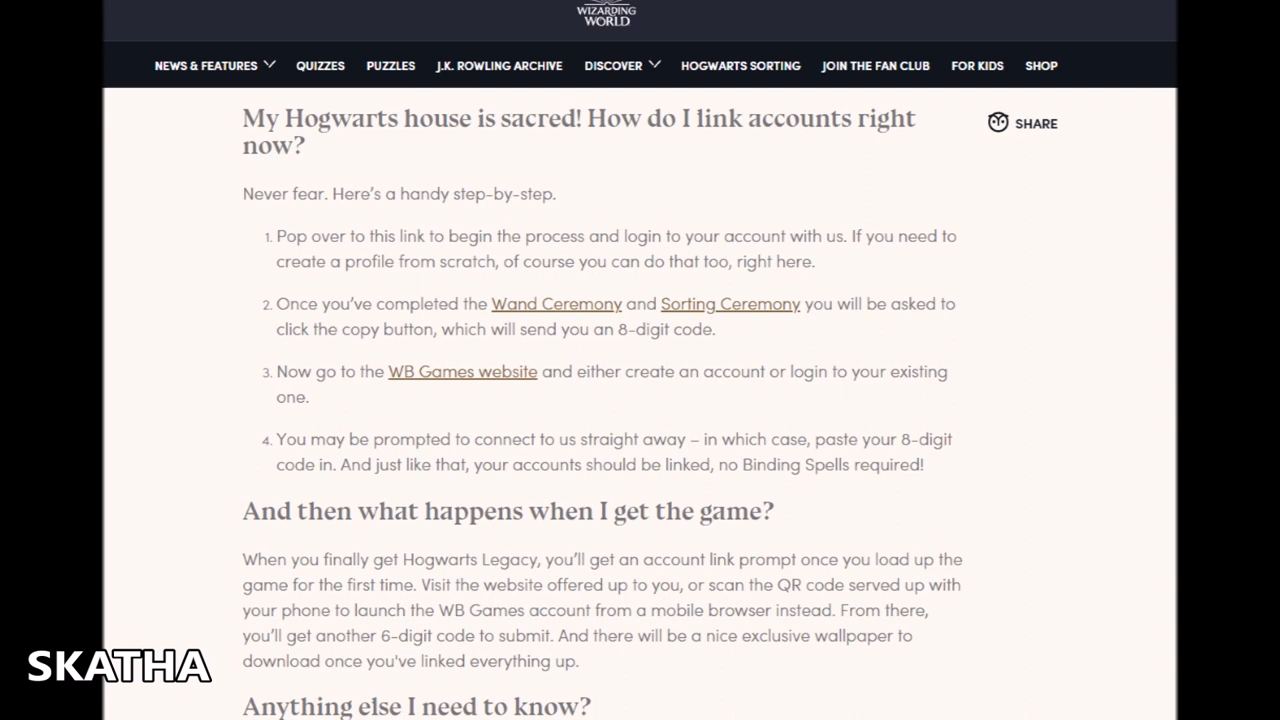 WIZARDING
WORLD
NEWS & FEATURES QUIZZES PUZZLES J.K. ROWLING ARCHIVE DISCOVER HOGWARTS SORTING JOIN THE FAN CLUB FOR KIDS SHOP
My Hogwarts house is sacred! How do I link accounts right
now?
SHARE
Never fear. Here's a handy step-by-step.
1. Pop over to this link to begin the process and login to your account with us. If you need to
create a profile from scratch, of course you can do that too, right here.
2. Once you've completed the Wand Ceremony and Sorting Ceremony you will be asked to
click the copy button, which will send you an 8-digit code.
3. Now go to the WB Games website and either create an account or login to your existing
one.
4. You may be prompted to connect to us straight away – in which case, paste your 8-digit
code in. And just like that, your accounts should be linked, no Binding Spells required!
And then what happens when I get the game?
When you finally get Hogwarts Legacy, you'll get an account link prompt once you load up the
game for the first time. Visit the website offered up to you, or scan the QR code served up with
your phone to launch the WB Games account from a mobile browser instead. From there,
you'll get another 6-digit code to submit. And there will be a nice exclusive wallpaper to
download once you've linked everything up.
SKATHA
Anything else I need to know?